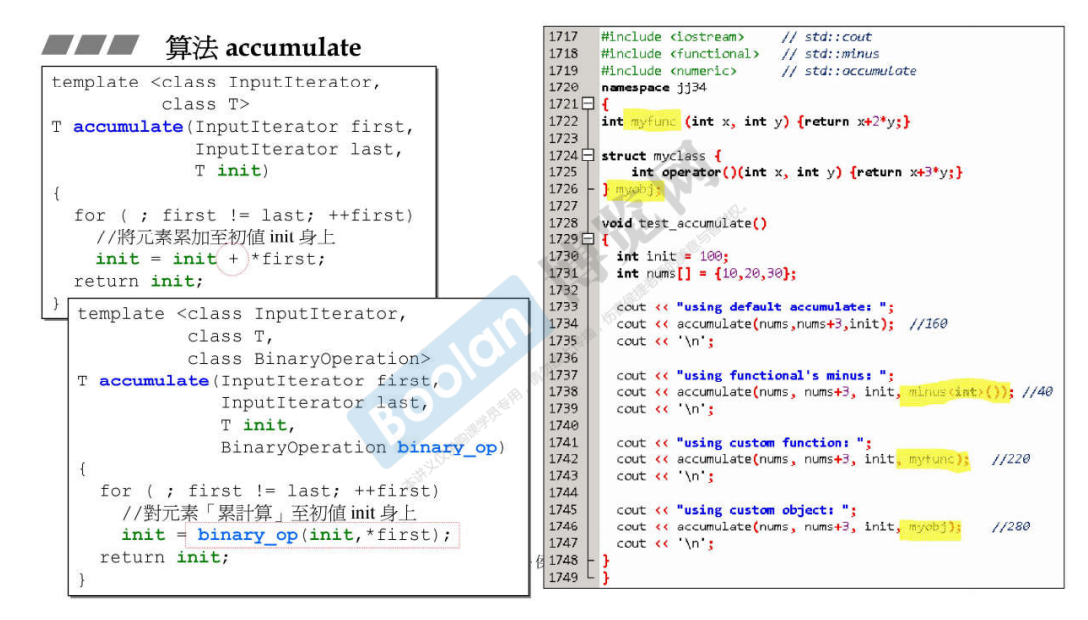 算法 accumulate
template <class InputIterator,
class T>
T accumulate(InputIterator first,
InputIterator last,
T init)
{
for ( ; first != last; ++first)
//將元素累加至初值 init 身上
init = init + *first;
return init;
}
template <class InputIterator,
class T,
class BinaryOperation>
T accumulate(InputIterator first,
InputIterator last,
T init,
BinaryOperation binary_op)
{
for ( ; first != last; ++first)
//對元素「累計算」至初值 init 身上
init = binary_op(init,*first);
return init;
}
1717 #include <iostream> // std::cout
1718 #include <functional> // std::minus
1719 #include <numeric> // std::accumulate
1720 namespace jj34
1721 {
1722 int myfunc (int x, int y) {return x+2*y;}
1723
1724 struct myclass {
1725 int operator()(int x, int y) {return x+3*y;}
1726 } myobj;
1727
1728 void test_accumulate()
1729 {
1730 int init = 100;
1731 int nums[] = {10,20,30};
1732
1733 cout << "using default accumulate: ";
1734 cout << accumulate(nums,nums+3,init); //160
1735 cout << '\n';
1736
1737 cout << "using functional's minus: ";
1738 cout << accumulate(nums, nums+3, init, minus<int>()); //40
1739 cout << '\n';
1740
1741 cout << "using custom function: ";
1742 cout << accumulate(nums, nums+3, init, myfunc); //220
1743 cout << '\n';
1744
1745 cout << "using custom object: ";
1746 cout << accumulate(nums, nums+3, init, myobj); //280
1747 cout << '\n';
1748 }
1749 }
Boolan 博览网